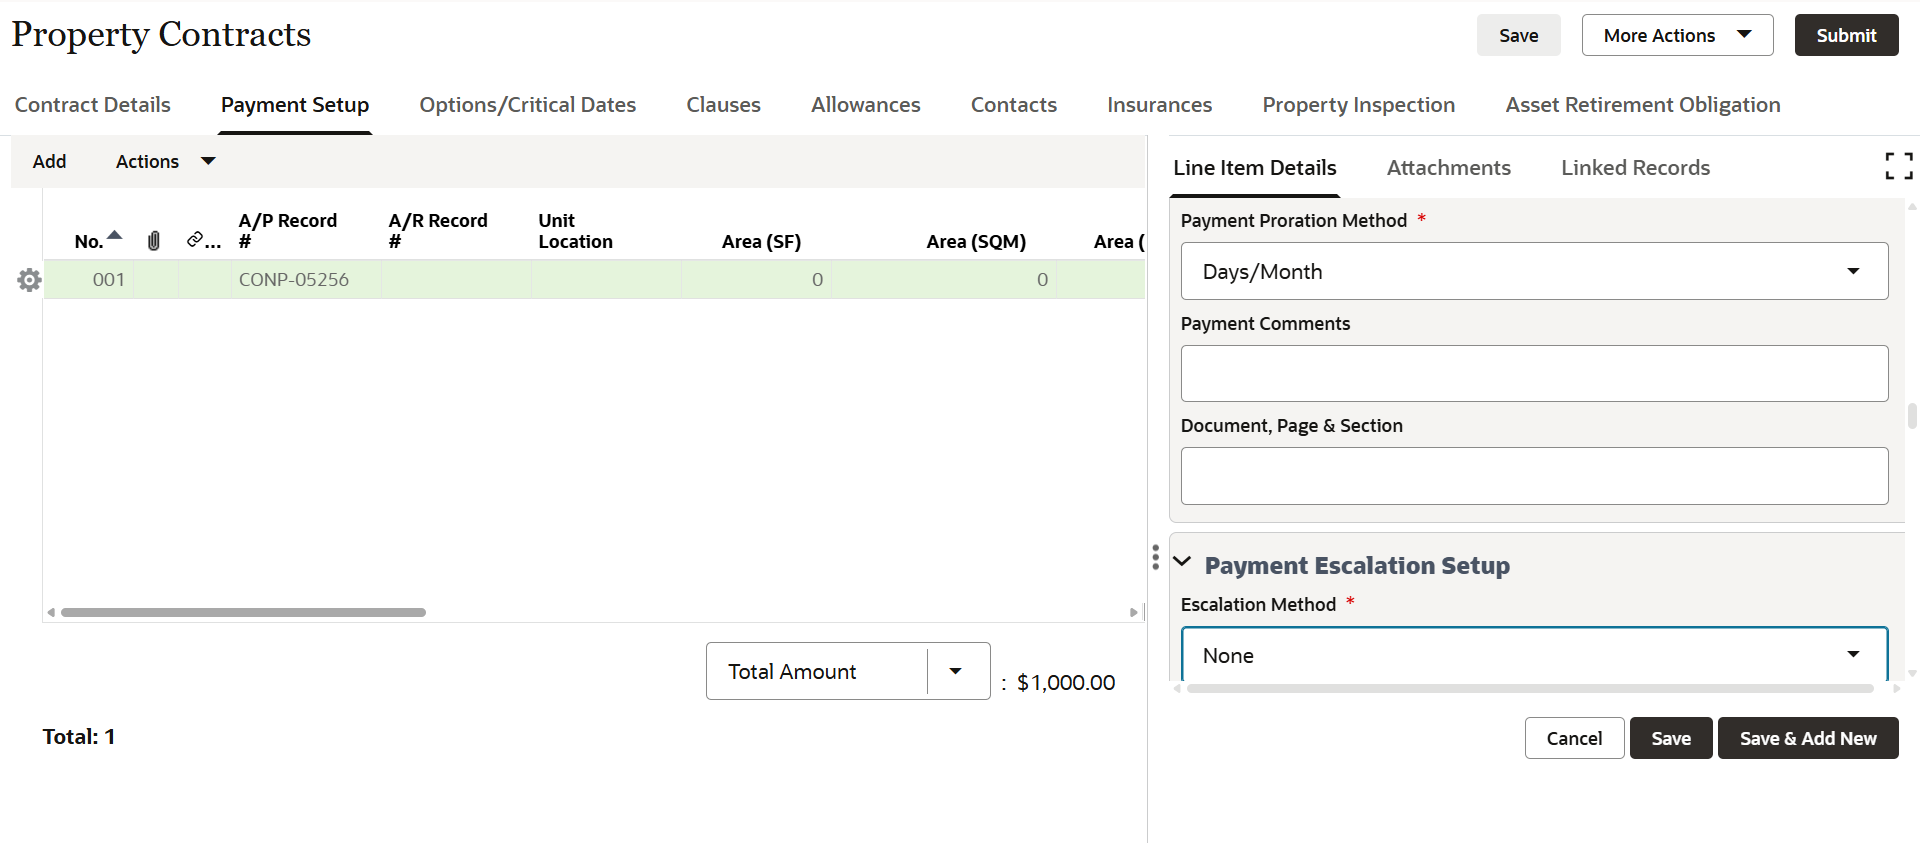 Property Contracts
Save
More Actions
Submit
Contract Details
Payment Setup
Options/Critical Dates
Clauses
Allowances
Contacts
Insurances
Property Inspection
Asset Retirement Obligation
Add
Actions
No.
...
A/P Record #
A/R Record #
Unit Location
Area (SF)
Area (SQM)
Area (
001
CONP-05256
0
0
Total Amount
: $1,000.00
Total: 1
Line Item Details
Attachments
Linked Records
Payment Proration Method *
Days/Month
Payment Comments
Document, Page & Section
Payment Escalation Setup
Escalation Method *
None
Cancel
Save
Save & Add New